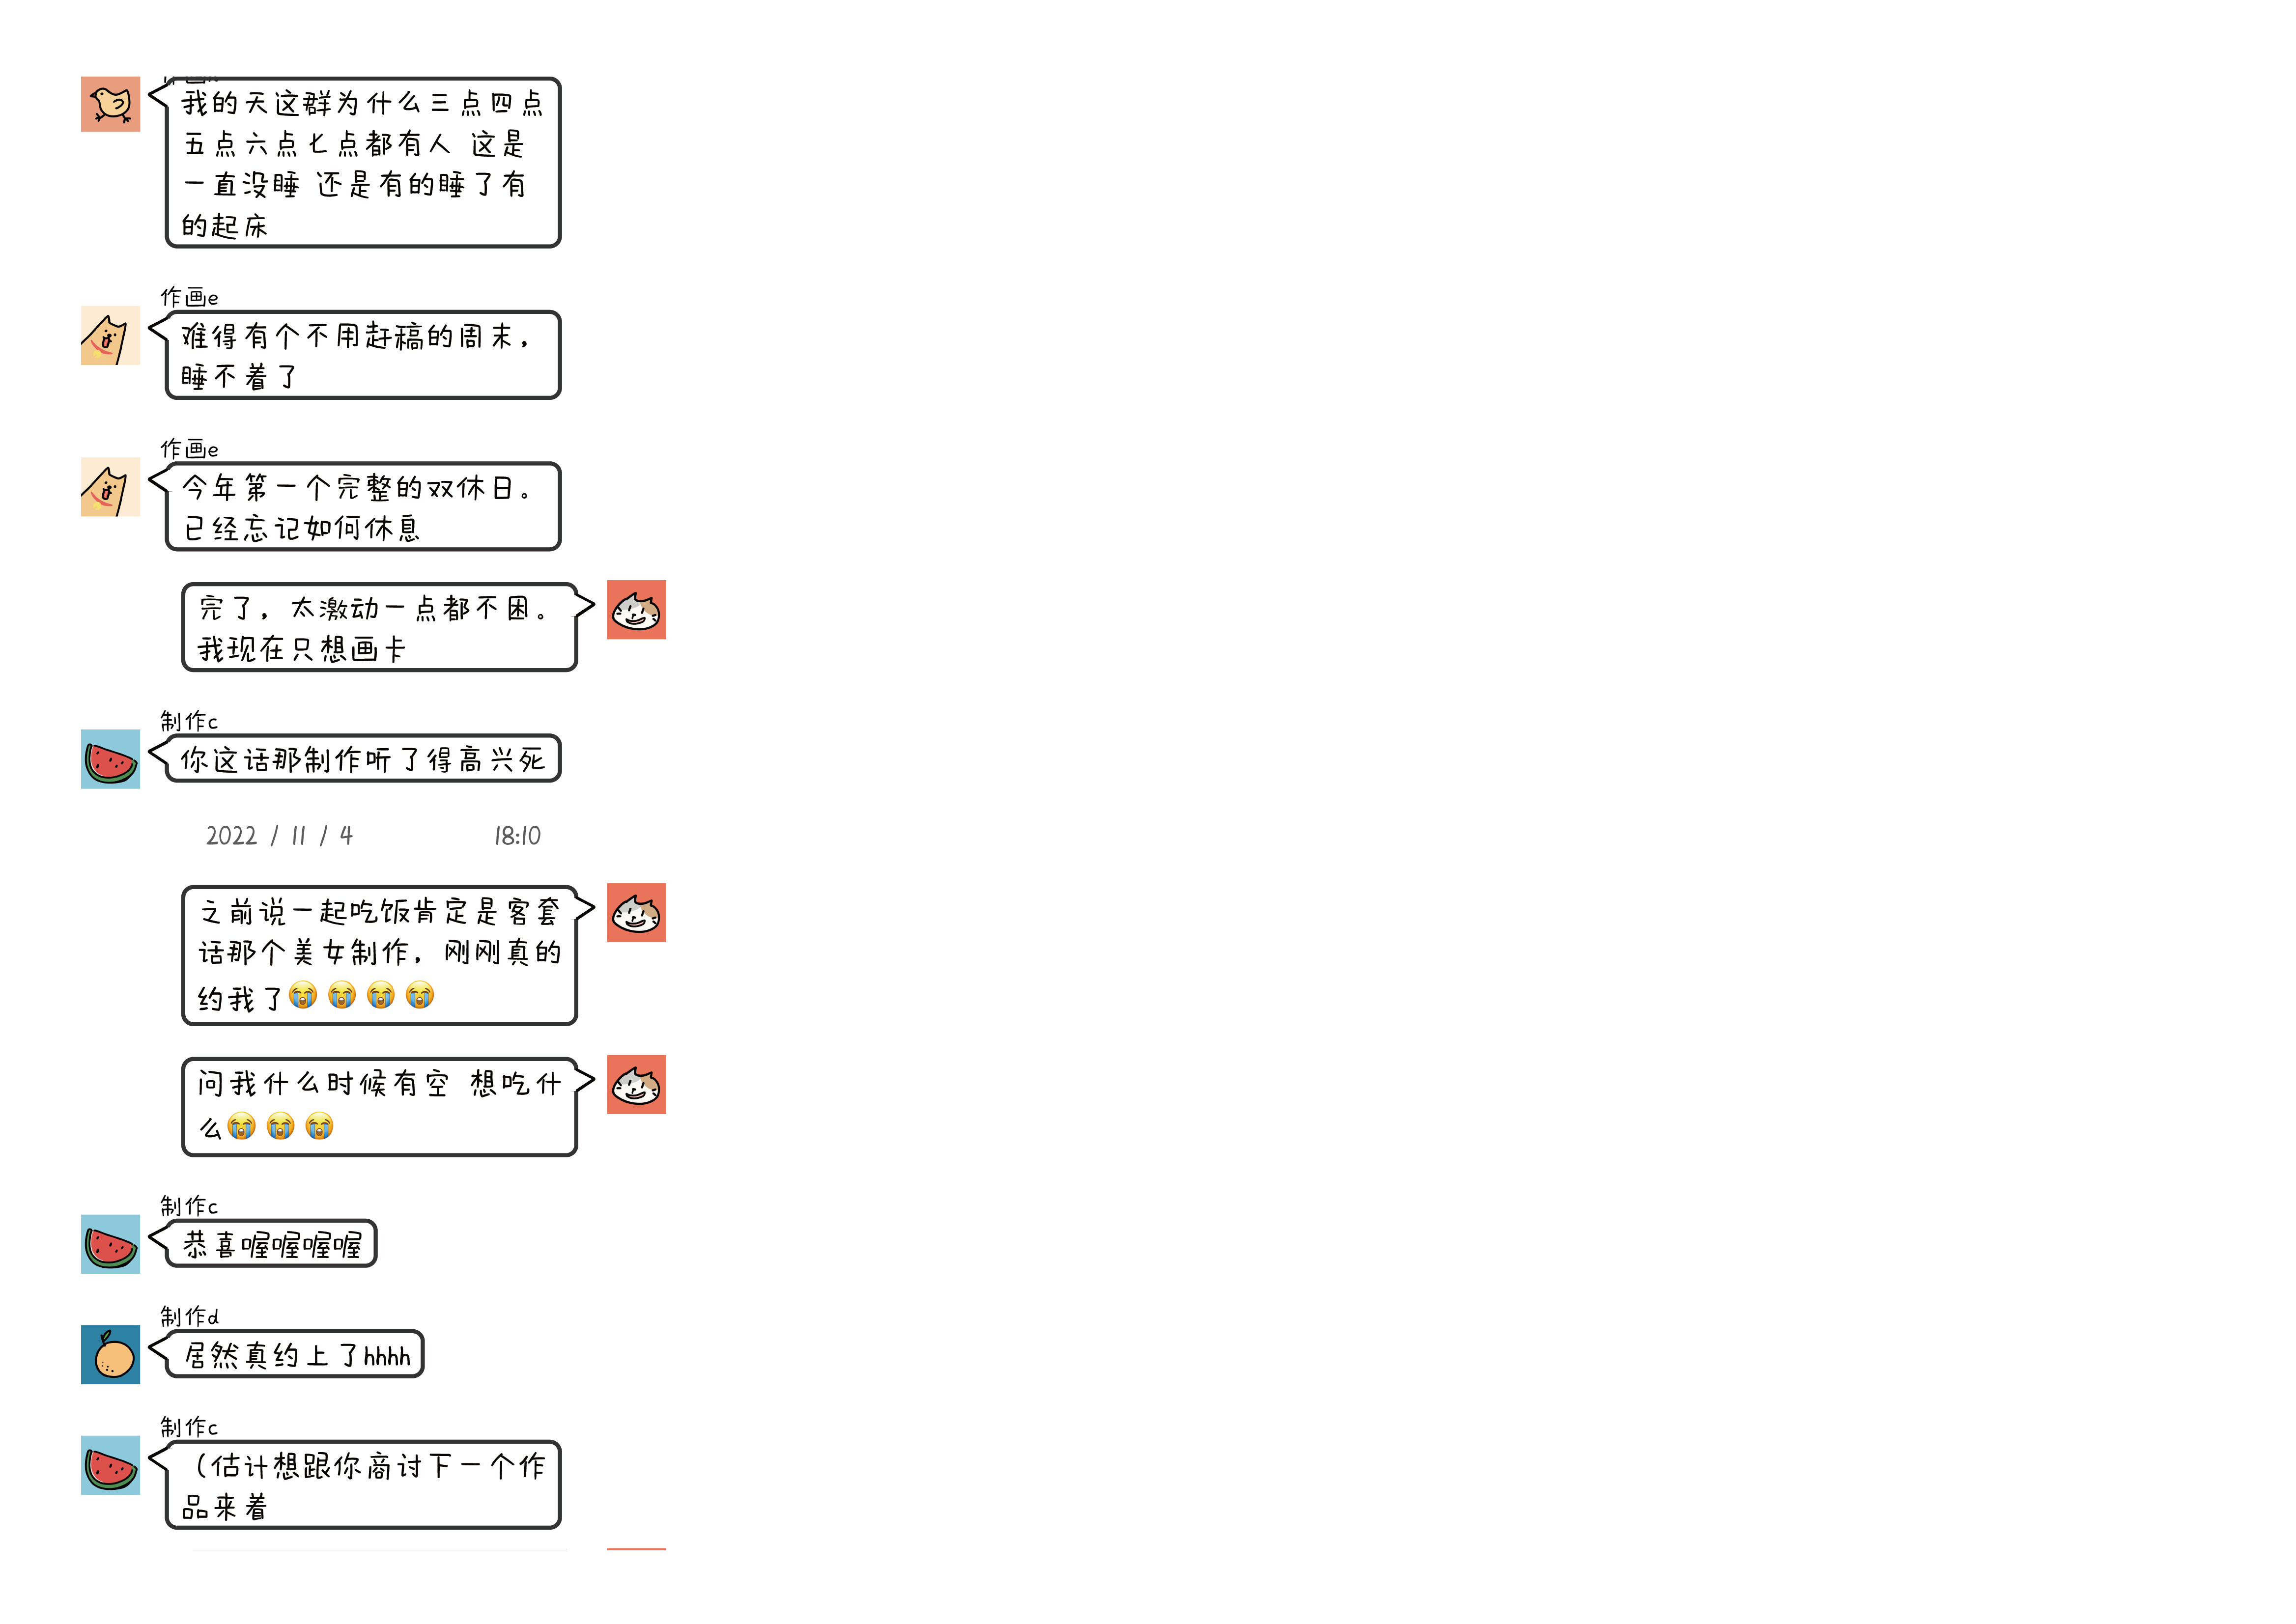 我的天这群为什么三点四点
五点六点七点都有人 这是
一直没睡 还是有的睡了有
的起床
作画e
难得有个不用赶稿的周末，
睡不着了
作画e
今年第一个完整的双休日。
已经忘记如何休息
完了，太激动一点都不困。
我现在只想画卡
制作c
你这话那制作听了得高兴死
2022 / 11 / 4 18:10
之前说一起吃饭肯定是客套
话那个美女制作，刚刚真的
约我了😭😭😭😭
问我什么时候有空 想吃什
么😭😭😭
制作c
恭喜喔喔喔喔
制作d
居然真约上了hhhh
制作c
（估计想跟你商讨下一个作
品来着